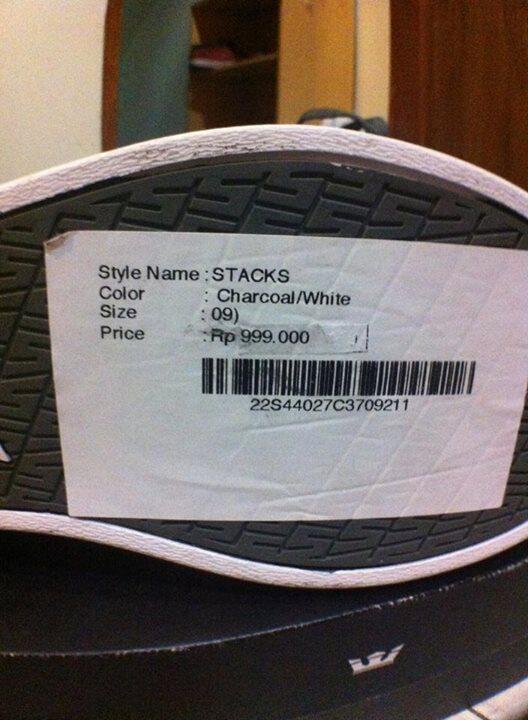 Style Name : STACKS
Color : Charcoal/White
Size : 09)
Price : Rp 999.000
22S44027C3709211